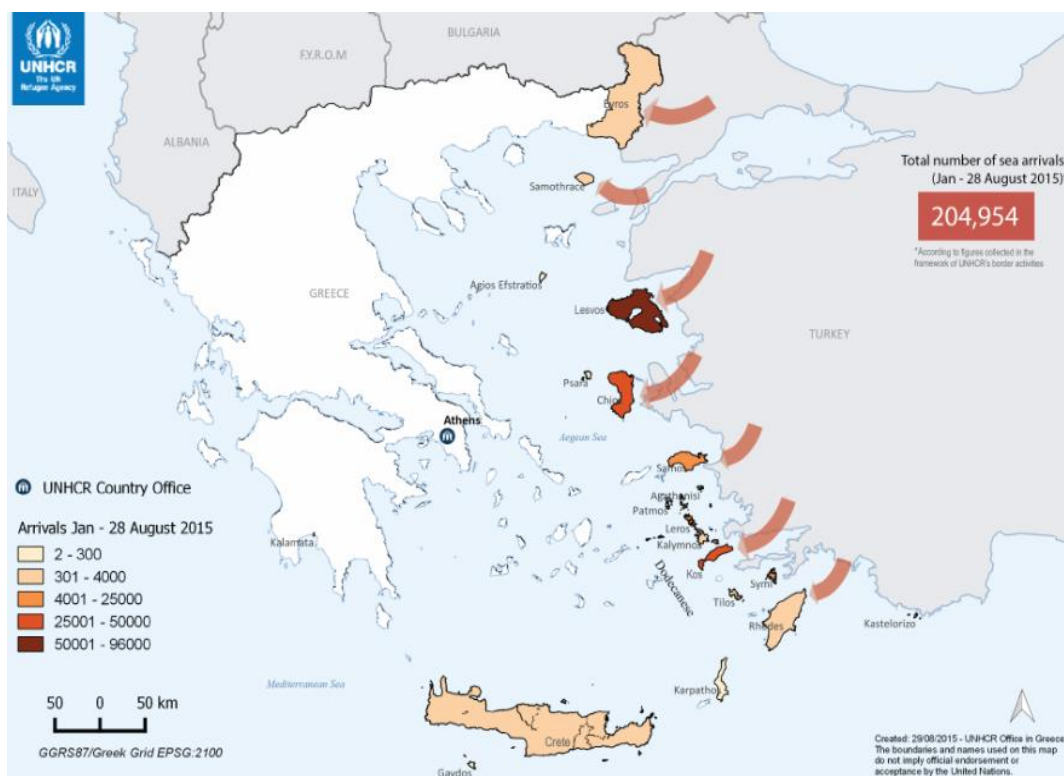 UNHCR
The UN
Refugee Agency
BULGARIA
F.Y.R.O.M
ALBANIA
ITALY
Evros
Samothrace
Total number of sea arrivals
(Jan - 28 August 2015)*
204,954
*According to figures collected in the
framework of UNHCR's border activities
Agios Efstratios
GREECE
Lesvos
TURKEY
Psara
Chios
Athens
Aegean Sea
Samos
Agathonisi
Patmos
Leros
Kalymnos
Kos
Dodecanese
Symi
Tilos
Rhodes
Kastelorizo
Kalamata
Karpathos
Mediterranean Sea
Crete
Gavdos
UNHCR Country Office
Arrivals Jan - 28 August 2015
2 - 300
301 - 4000
4001 - 25000
25001 - 50000
50001 - 96000
50 0 50 km
GGRS87/Greek Grid EPSG:2100
Created: 29/08/2015 - UNHCR Office in Greece
The boundaries and names used on this map
do not imply official endorsement or
acceptance by the United Nations.